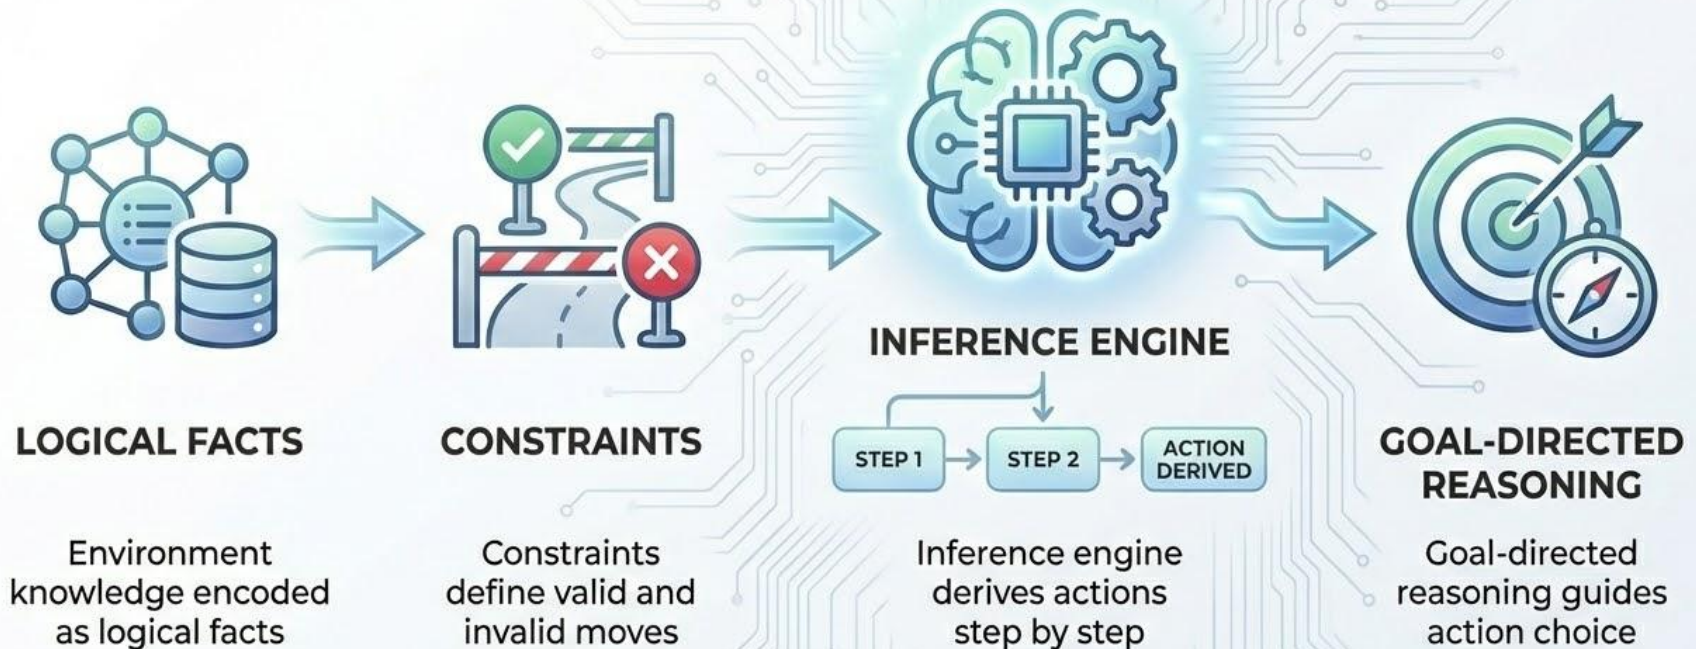 LOGICAL FACTS
Environment
knowledge encoded
as logical facts
CONSTRAINTS
Constraints
define valid and
invalid moves
INFERENCE ENGINE
STEP 1
STEP 2
ACTION
DERIVED
Inference engine
derives actions
step by step
GOAL-DIRECTED
REASONING
Goal-directed
reasoning guides
action choice